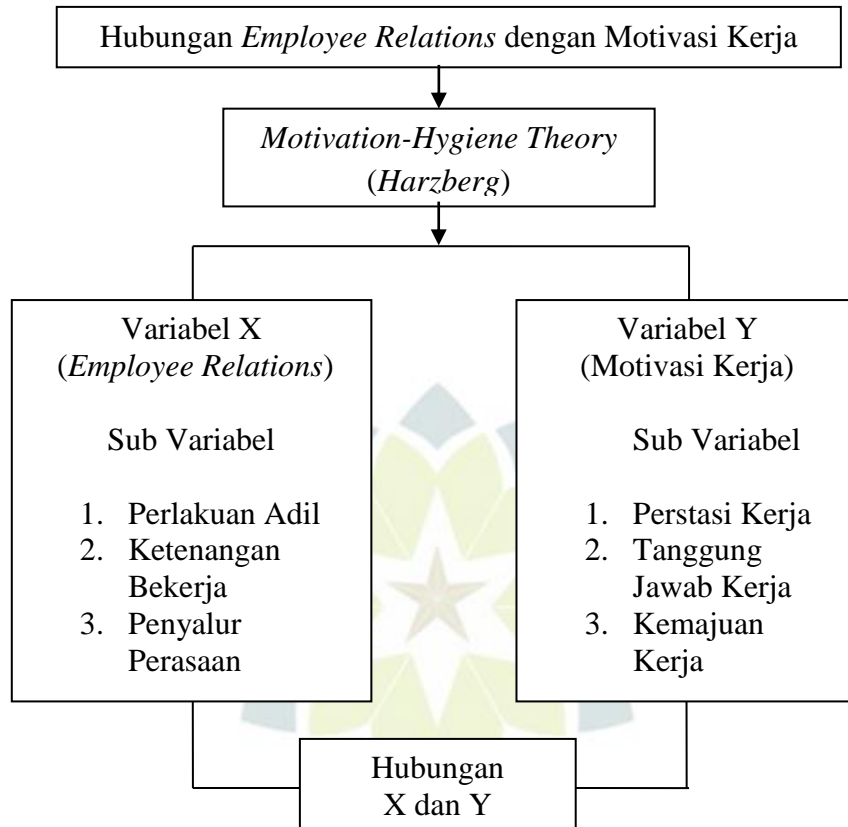 Hubungan Employee Relations dengan Motivasi Kerja
Motivation-Hygiene Theory
(Harzberg)
Variabel X
(Employee Relations)
Sub Variabel
1. Perlakuan Adil
2. Ketenangan
Bekerja
3. Penyalur
Perasaan
Variabel Y
(Motivasi Kerja)
Sub Variabel
1. Perstasi Kerja
2. Tanggung
Jawab Kerja
3. Kemajuan
Kerja
Hubungan
X dan Y